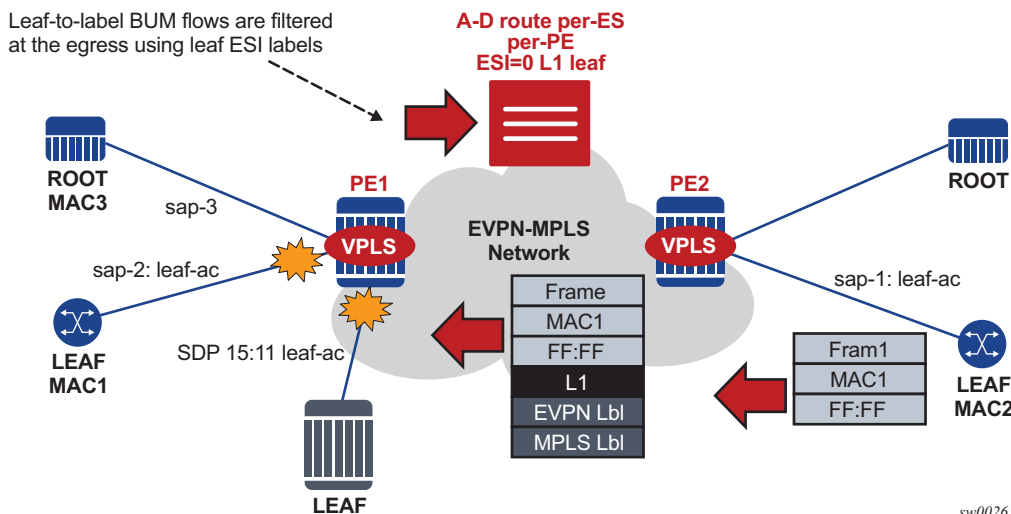 Leaf-to-label BUM flows are filtered
at the egress using leaf ESI labels
A-D route per-ES
per-PE
ESI=0 L1 leaf
ROOT
MAC3
sap-3
PE1
VPLS
EVPN-MPLS
Network
PE2
VPLS
ROOT
sap-2: leaf-ac
sap-1: leaf-ac
LEAF
MAC1
SDP 15:11 leaf-ac
LEAF
Frame
MAC1
FF:FF
L1
EVPN Lbl
MPLS Lbl
Fram1
MAC1
FF:FF
LEAF
MAC2
sw0026